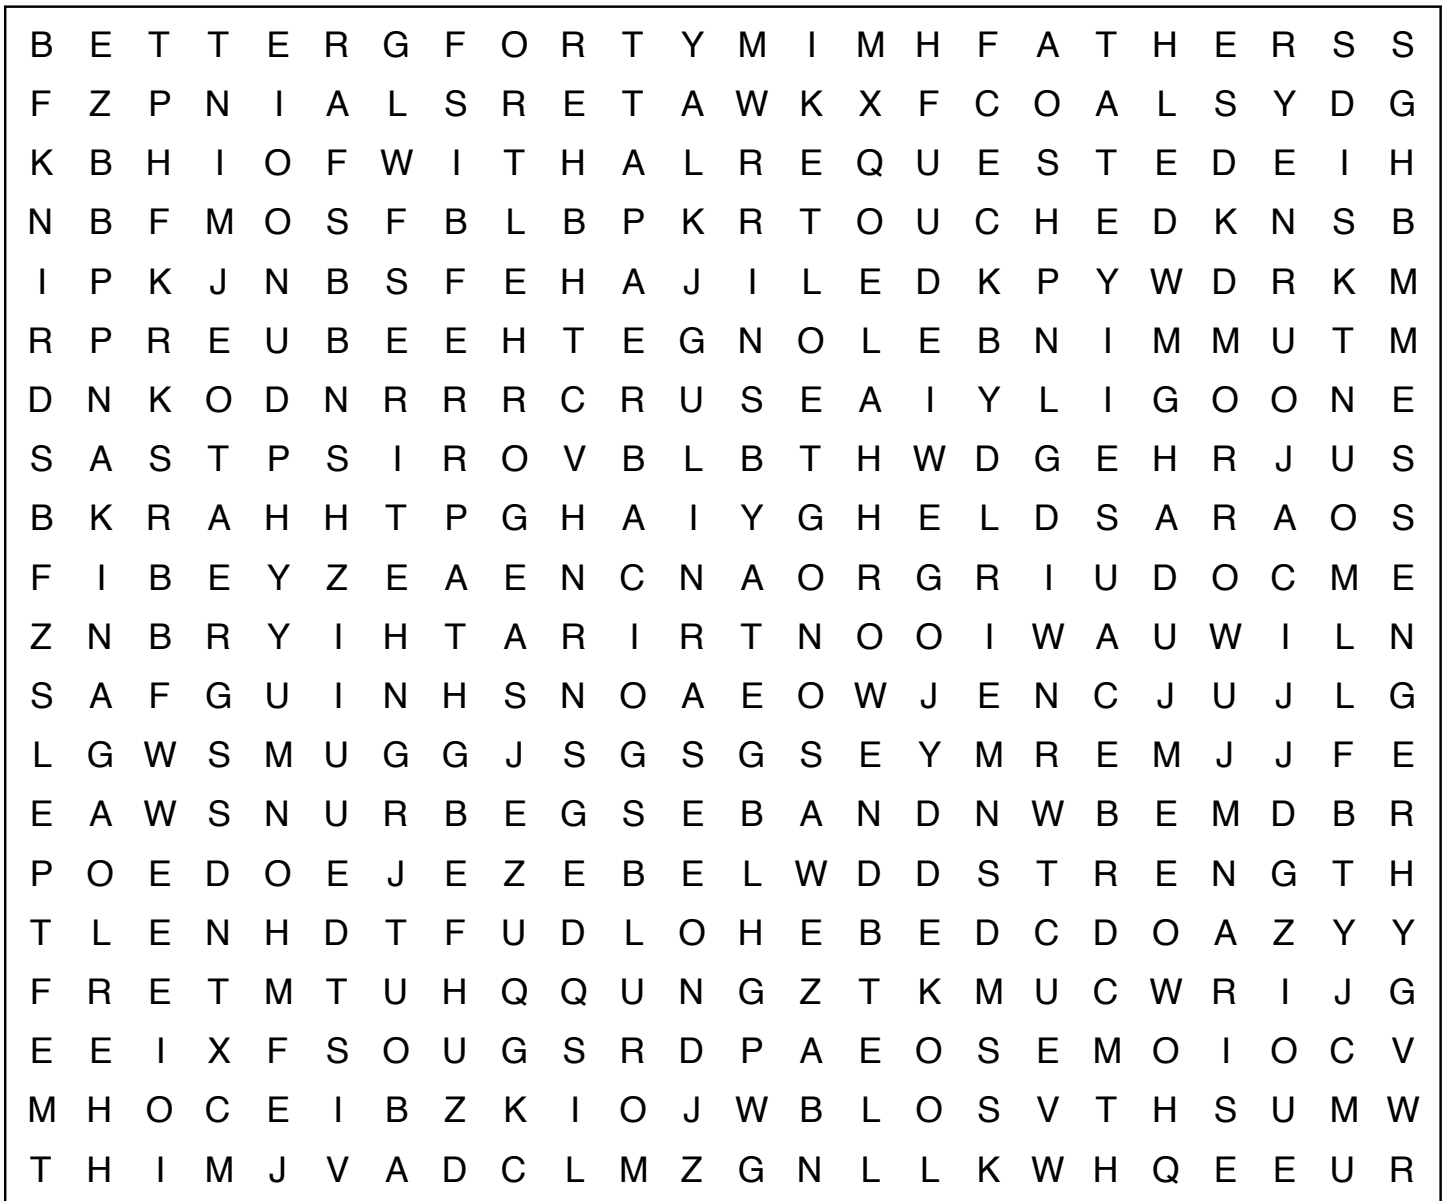 B E T T E R G F O R T Y M I M H F A T H E R S S
F Z P N I A L S R E T A W K X F C O A L S Y D G
K B H I O F W I T H A L R E Q U E S T E D E I H
N B F M O S F B L B P K R T O U C H E D K N S B
I P K J N B S F E H A J I L E D K P Y W D R K M
R P R E U B E E H T E G N O L E B N I M M U T M
D N K O D N R R R C R U S E A I Y L I G O O N E
S A S T P S I R O V B L B T H W D G E H R J U S
B K R A H H T P G H A I Y G H E L D S A R A O S
F I B E Y Z E A E N C N A O R G R I U D O C M E
Z N B R Y I H T A R I R T N O O I W A U W I L N
S A F G U I N H S N O A E O W J E N C J U J L G
L G W S M U G G J S G S G S E Y M R E M J J F E
E A W S N U R B E G S E B A N D N W B E M D B R
P O E D O E J E Z E B E L W D D S T R E N G T H
T L E N H D T F U D L O H E B E D C D O A Z Y Y
F R E T M T U H Q Q U N G Z T K M U C W R I J G
E E I X F S O U G S R D P A E O S E M O I O C V
M H O C E I B Z K I O J W B L O S V T H S U M W
T H I M J V A D C L M Z G N L L K W H Q E E U R